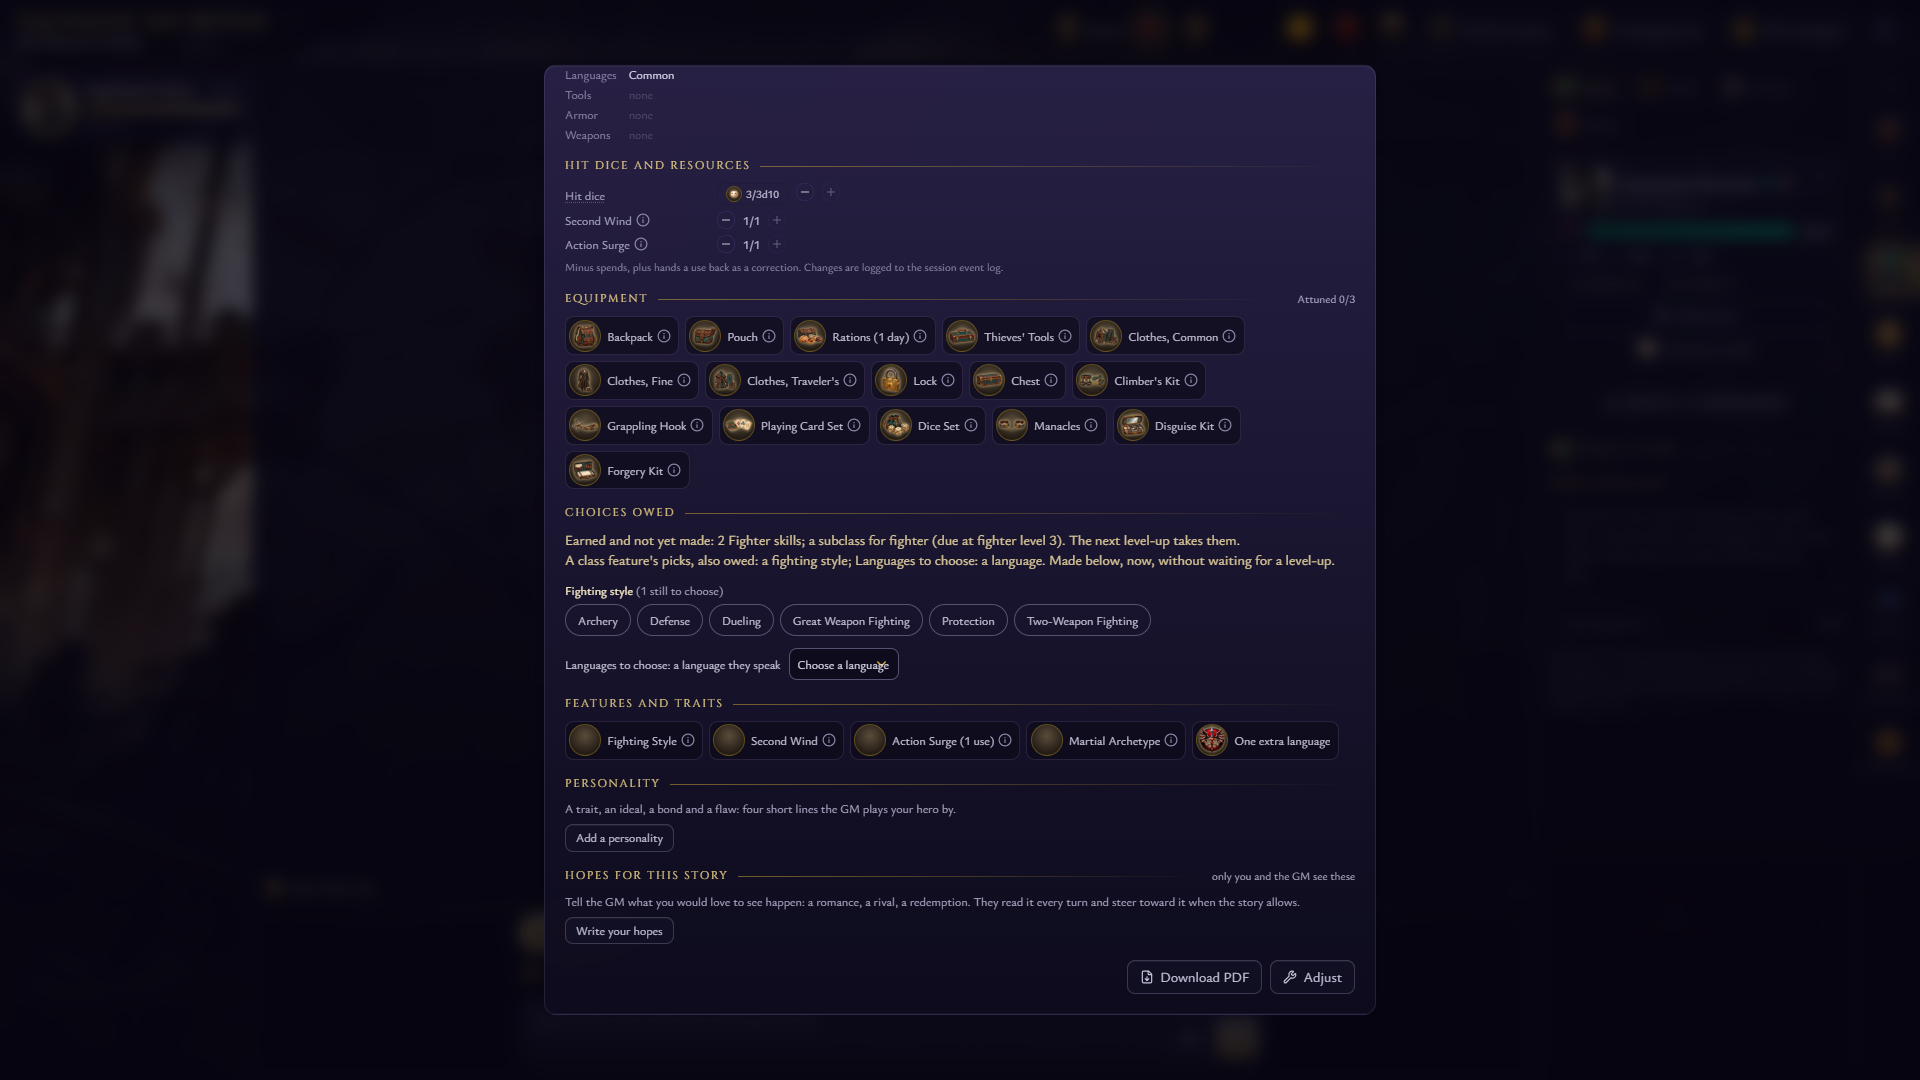 Languages Common
Tools none
Armor none
Weapons none
HIT DICE AND RESOURCES
Hit dice 3/3d10 − +
Second Wind − 1/1 +
Action Surge − 1/1 +
Minus spends, plus hands a use back as a correction. Changes are logged to the session event log.
EQUIPMENT Attuned 0/3
Backpack Pouch Rations (1 day) Thieves' Tools Clothes, Common
Clothes, Fine Clothes, Traveler's Lock Chest Climber's Kit
Grappling Hook Playing Card Set Dice Set Manacles Disguise Kit
Forgery Kit
CHOICES OWED
Earned and not yet made: 2 Fighter skills; a subclass for fighter (due at fighter level 3). The next level-up takes them.
A class feature's picks, also owed: a fighting style; Languages to choose: a language. Made below, now, without waiting for a level-up.
Fighting style (1 still to choose)
Archery Defense Dueling Great Weapon Fighting Protection Two-Weapon Fighting
Languages to choose: a language they speak Choose a language
FEATURES AND TRAITS
Fighting Style Second Wind Action Surge (1 use) Martial Archetype One extra language
PERSONALITY
A trait, an ideal, a bond and a flaw: four short lines the GM plays your hero by.
Add a personality
HOPES FOR THIS STORY only you and the GM see these
Tell the GM what you would love to see happen: a romance, a rival, a redemption. They read it every turn and steer toward it when the story allows.
Write your hopes
Download PDF Adjust